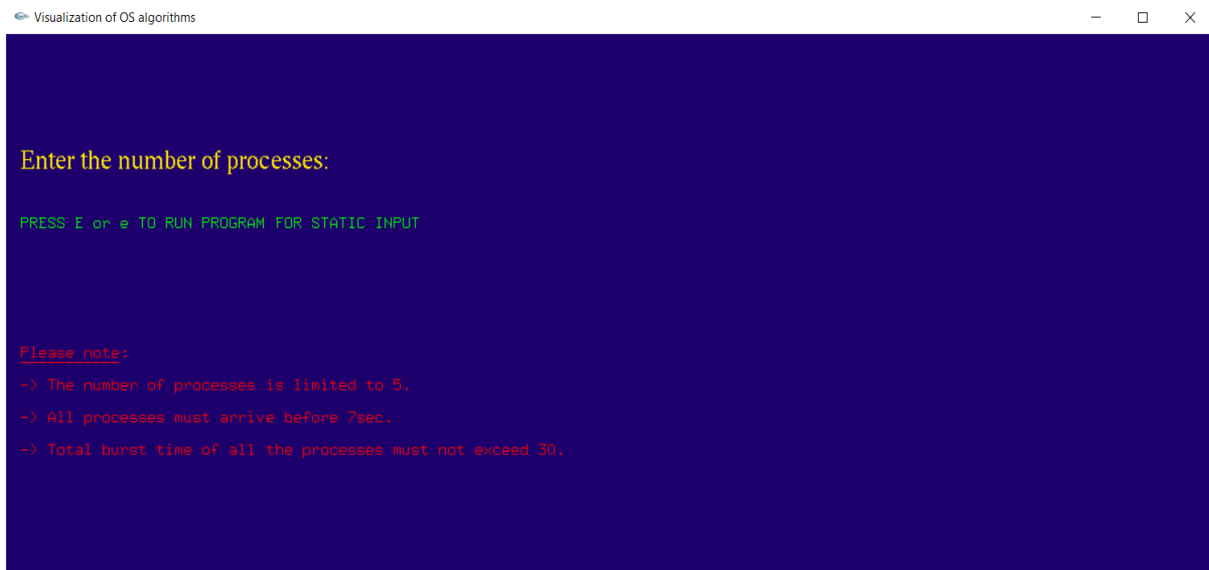 Visualization of OS algorithms
Enter the number of processes:
PRESS E or e TO RUN PROGRAM FOR STATIC INPUT
Please note:
-> The number of processes is limited to 5.
-> All processes must arrive before 7sec.
-> Total burst time of all the processes must not exceed 30.